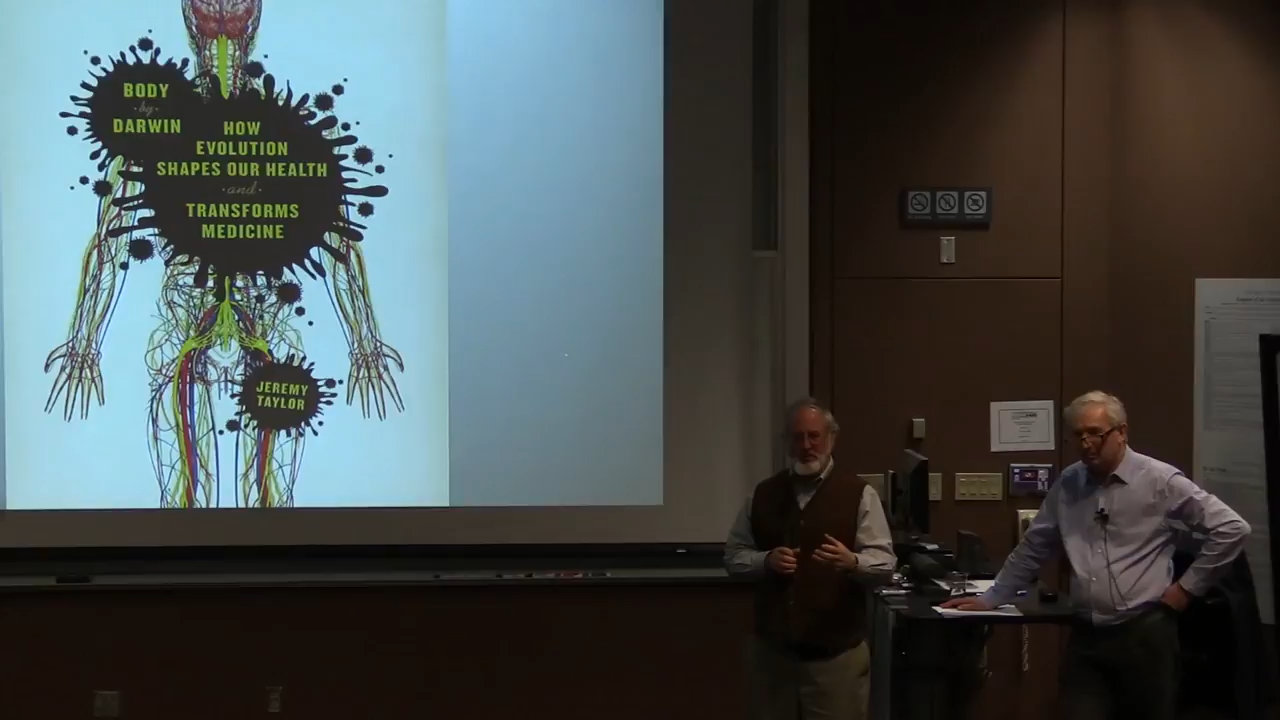 BODY
by
DARWIN
HOW
EVOLUTION
SHAPES OUR HEALTH
and
TRANSFORMS
MEDICINE
JEREMY
TAYLOR